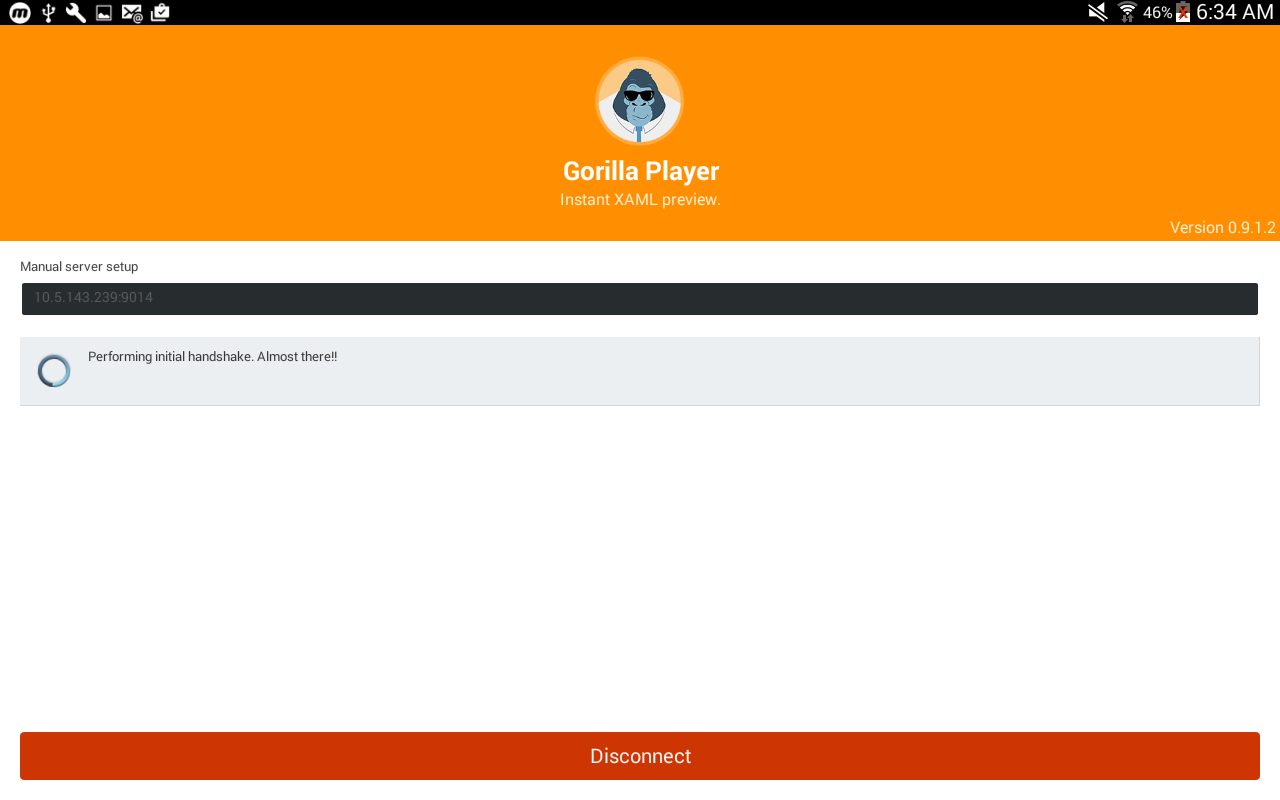 46% 6:34 AM
Gorilla Player
Instant XAML preview.
Version 0.9.1.2
Manual server setup
10.5.143.239:9014
Performing initial handshake. Almost there!!
Disconnect